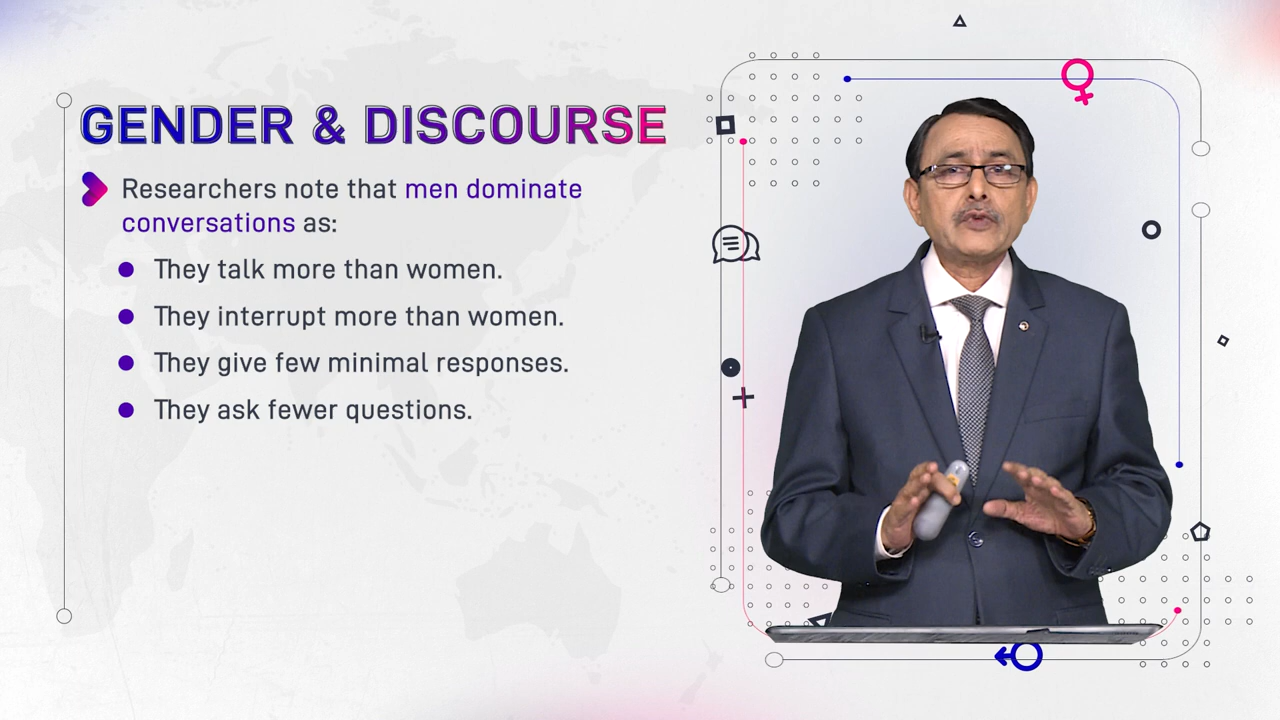 GENDER & DISCOURSE
Researchers note that men dominate
conversations as:
They talk more than women.
They interrupt more than women.
They give few minimal responses.
They ask fewer questions.